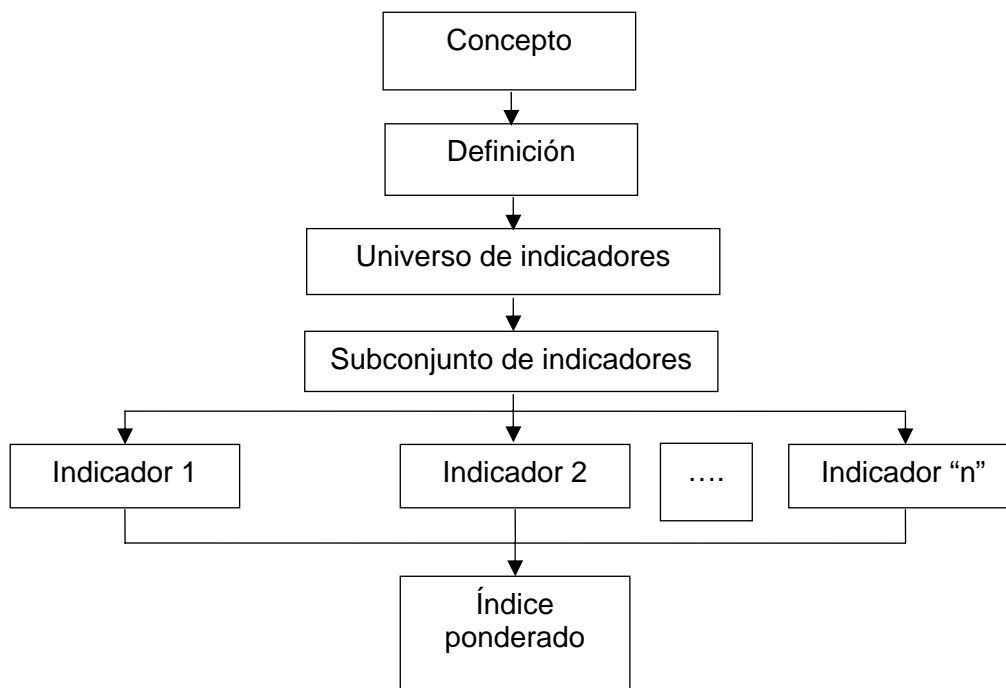 Concepto
Definición
Universo de indicadores
Subconjunto de indicadores
Indicador 1
Indicador 2
....
Indicador “n”
Índice
ponderado